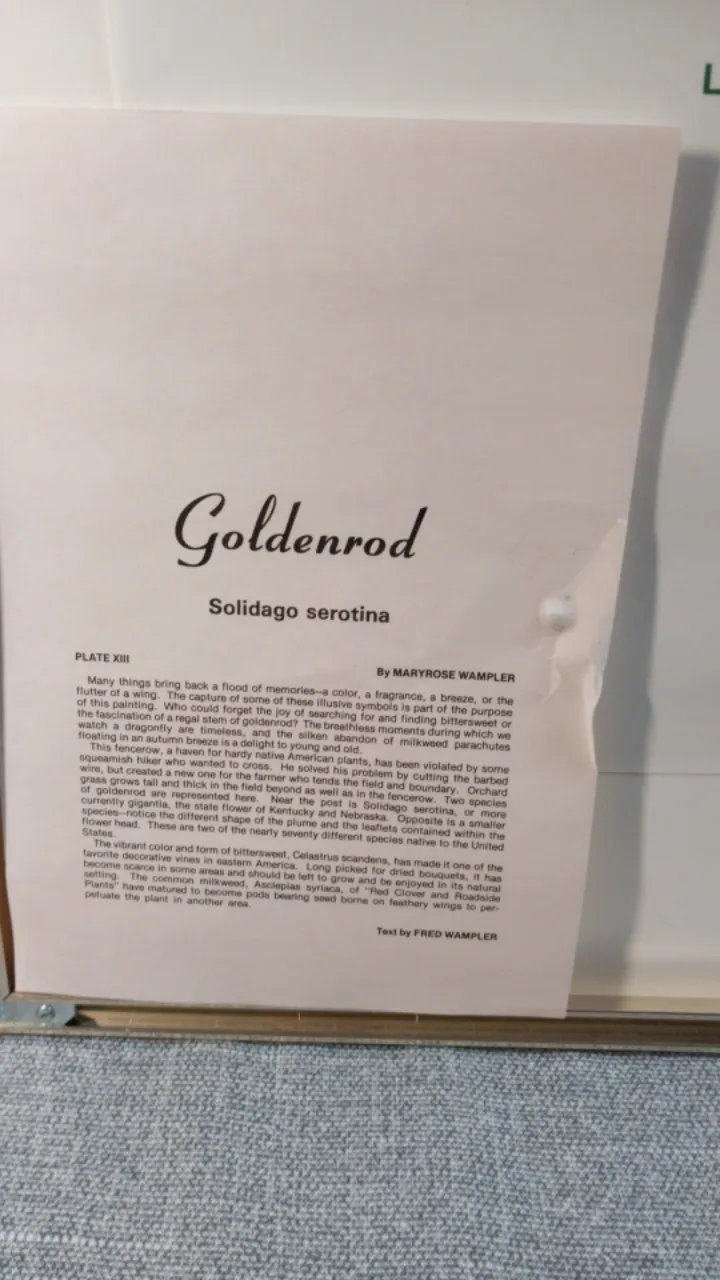 L
Goldenrod
Solidago serotina
PLATE XIII
By MARYROSE WAMPLER
Many things bring back a flood of memories—a color, a fragrance, a breeze, or the
flutter of a wing. The capture of some of these illusive symbols is part of the purpose
of this painting. Who could forget the joy of searching for and finding bittersweet or
the fascination of a regal stem of goldenrod? The breathless moments during which we
watch a dragonfly are timeless, and the silken abandon of milkweed parachutes
floating in an autumn breeze is a delight to young and old.
This fencerow, a haven for hardy native American plants, has been violated by some
squeamish hiker who wanted to cross. He solved his problem by cutting the barbed
wire, but created a new one for the farmer who tends the field and boundary. Orchard
grass grows tall and thick in the field beyond as well as in the fencerow. Two species
of goldenrod are represented here. Near the post is Solidago serotina, or more
currently gigantia, the state flower of Kentucky and Nebraska. Opposite is a smaller
species—notice the different shape of the plume and the leaflets contained within the
flower head. These are two of the nearly seventy different species native to the United
States.
The vibrant color and form of bittersweet, Celastrus scandens, has made it one of the
favorite decorative vines in eastern America. Long picked for dried bouquets, it has
become scarce in some areas and should be left to grow and be enjoyed in its natural
setting. The common milkweed, Asclepias syriaca, of "Red Clover and Roadside
Plants" have matured to become pods bearing seed borne on feathery wings to per-
petuate the plant in another area.
Text by FRED WAMPLER